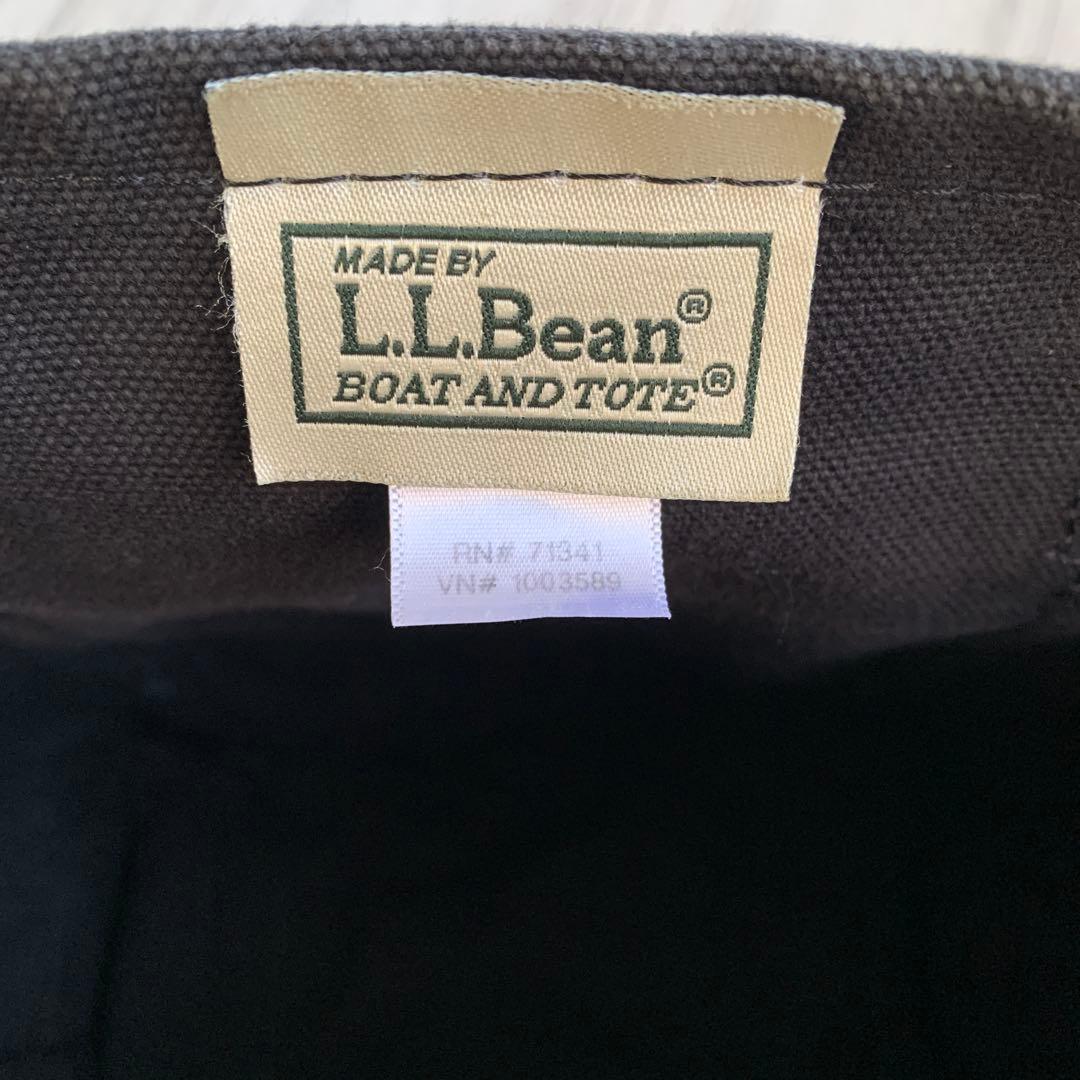 MADE BY
L.L.Bean®
BOAT AND TOTE®
RN# 71341
VN# 1003589